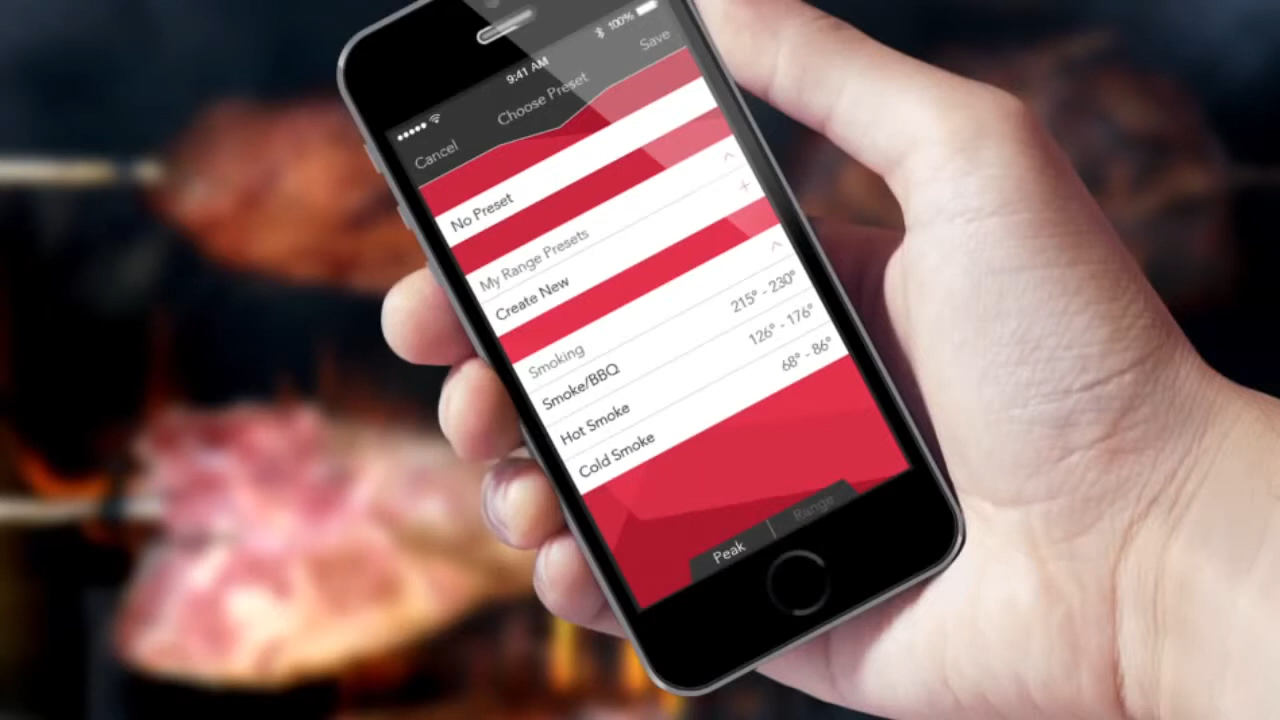 100%
9:41 AM
Cancel Choose Preset Save
No Preset
My Range Presets
Create New +
Smoking
Smoke/BBQ 215° - 230°
Hot Smoke 126° - 176°
Cold Smoke 68° - 86°
Peak Range